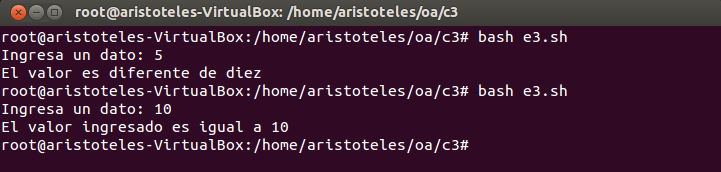 root@aristoteles-VirtualBox: /home/aristoteles/oa/c3
root@aristoteles-VirtualBox:/home/aristoteles/oa/c3# bash e3.sh
Ingresa un dato: 5
El valor es diferente de diez
root@aristoteles-VirtualBox:/home/aristoteles/oa/c3# bash e3.sh
Ingresa un dato: 10
El valor ingresado es igual a 10
root@aristoteles-VirtualBox:/home/aristoteles/oa/c3#